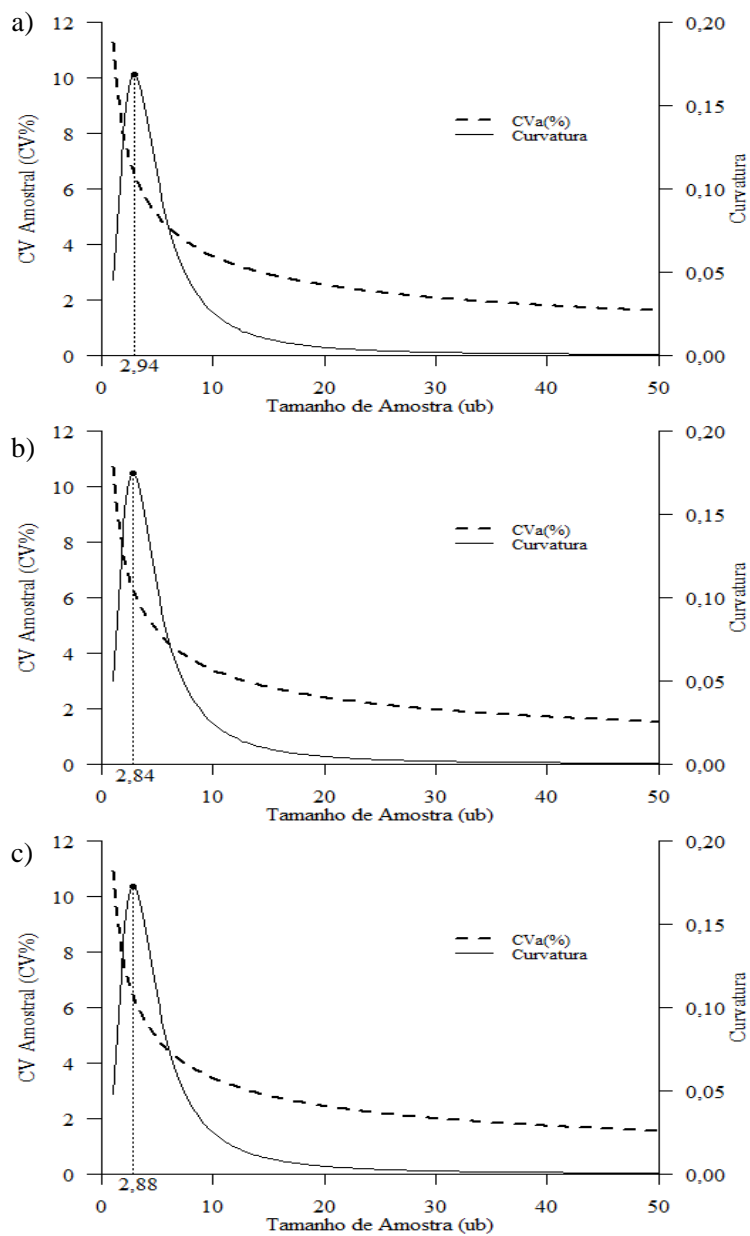 a)
12
10
8
6
4
2
0
CV Amostral (CV%)
0,20
0,15
0,10
0,05
0,00
Curvatura
CVa(%)
Curvatura
2,94
0 10 20 30 40 50
Tamanho de Amostra (ub)
b)
12
10
8
6
4
2
0
CV Amostral (CV%)
0,20
0,15
0,10
0,05
0,00
Curvatura
CVa(%)
Curvatura
2,84
0 10 20 30 40 50
Tamanho de Amostra (ub)
c)
12
10
8
6
4
2
0
CV Amostral (CV%)
0,20
0,15
0,10
0,05
0,00
Curvatura
CVa(%)
Curvatura
2,88
0 10 20 30 40 50
Tamanho de Amostra (ub)